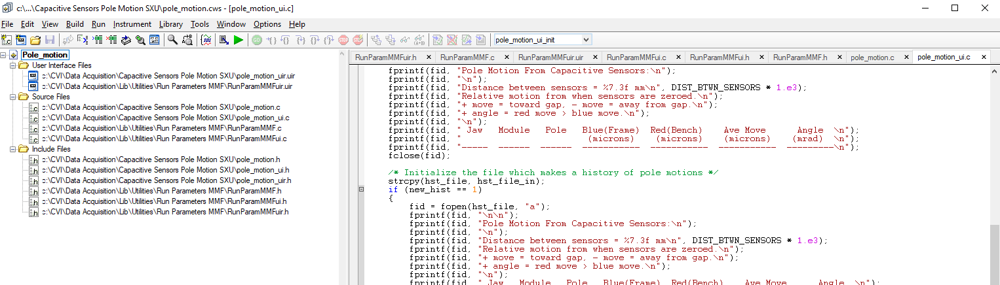 c:\...\Capacitive Sensors Pole Motion SXU\pole_motion.cws - [pole_motion_ui.c]
File Edit View Build Run Instrument Library Tools Window Options Help
pole_motion_ui_init
Pole_motion
User Interface Files
c:\CVI\Data Acquisition\Capacitive Sensors Pole Motion SXU\pole_motion_uir.uir
c:\CVI\Data Acquisition\Lib\Utilities\Run Parameters MMF\RunParamMMFuir.uir
Source Files
c:\CVI\Data Acquisition\Capacitive Sensors Pole Motion SXU\pole_motion.c
c:\CVI\Data Acquisition\Capacitive Sensors Pole Motion SXU\pole_motion_ui.c
c:\CVI\Data Acquisition\Lib\Utilities\Run Parameters MMF\RunParamMMF.c
c:\CVI\Data Acquisition\Lib\Utilities\Run Parameters MMF\RunParamMMFui.c
Include Files
c:\CVI\Data Acquisition\Capacitive Sensors Pole Motion SXU\pole_motion.h
c:\CVI\Data Acquisition\Capacitive Sensors Pole Motion SXU\pole_motion_ui.h
c:\CVI\Data Acquisition\Capacitive Sensors Pole Motion SXU\pole_motion_uir.h
c:\CVI\Data Acquisition\Lib\Utilities\Run Parameters MMF\RunParamMMF.h
c:\CVI\Data Acquisition\Lib\Utilities\Run Parameters MMF\RunParamMMFui.h
c:\CVI\Data Acquisition\Lib\Utilities\Run Parameters MMF\RunParamMMFuir.h
RunParamMMFuir.h RunParamMMF.c RunParamMMFuir.uir RunParamMMFui.c RunParamMMFui.h RunParamMMF.h pole_motion.c pole_motion_ui.c
fprintf(fid, "Pole Motion From Capacitive Sensors:\n");
fprintf(fid, "\n");
fprintf(fid, "Distance between sensors = %7.3f mm\n", DIST_BTWN_SENSORS * 1.e3);
fprintf(fid, "Relative motion from when sensors are zeroed.\n");
fprintf(fid, "+ move = toward gap, - move = away from gap.\n");
fprintf(fid, "+ angle = red move > blue move.\n");
fprintf(fid, "\n");
fprintf(fid, " Jaw   Module   Pole   Blue(Frame)  Red(Bench)    Ave Move      Angle  \n");
fprintf(fid, "                        (microns)    (microns)    (microns)    (mrad)  \n");
fprintf(fid, "-----  ------  ------  -----------  -----------  -----------  ---------\n");
fclose(fid);
/* Initialize the file which makes a history of pole motions */
strcpy(hst_file, hst_file_in);
if (new_hist == 1)
{
fid = fopen(hst_file, "a");
fprintf(fid, "\n\n");
fprintf(fid, "Pole Motion From Capacitive Sensors:\n");
fprintf(fid, "\n");
fprintf(fid, "Distance between sensors = %7.3f mm\n", DIST_BTWN_SENSORS * 1.e3);
fprintf(fid, "Relative motion from when sensors are zeroed.\n");
fprintf(fid, "+ move = toward gap, - move = away from gap.\n");
fprintf(fid, "+ angle = red move > blue move.\n");
fprintf(fid, "\n");
fprintf(fid, " Jaw   Module   Pole   Blue(Frame)  Red(Bench)    Ave Move      Angle  \n");